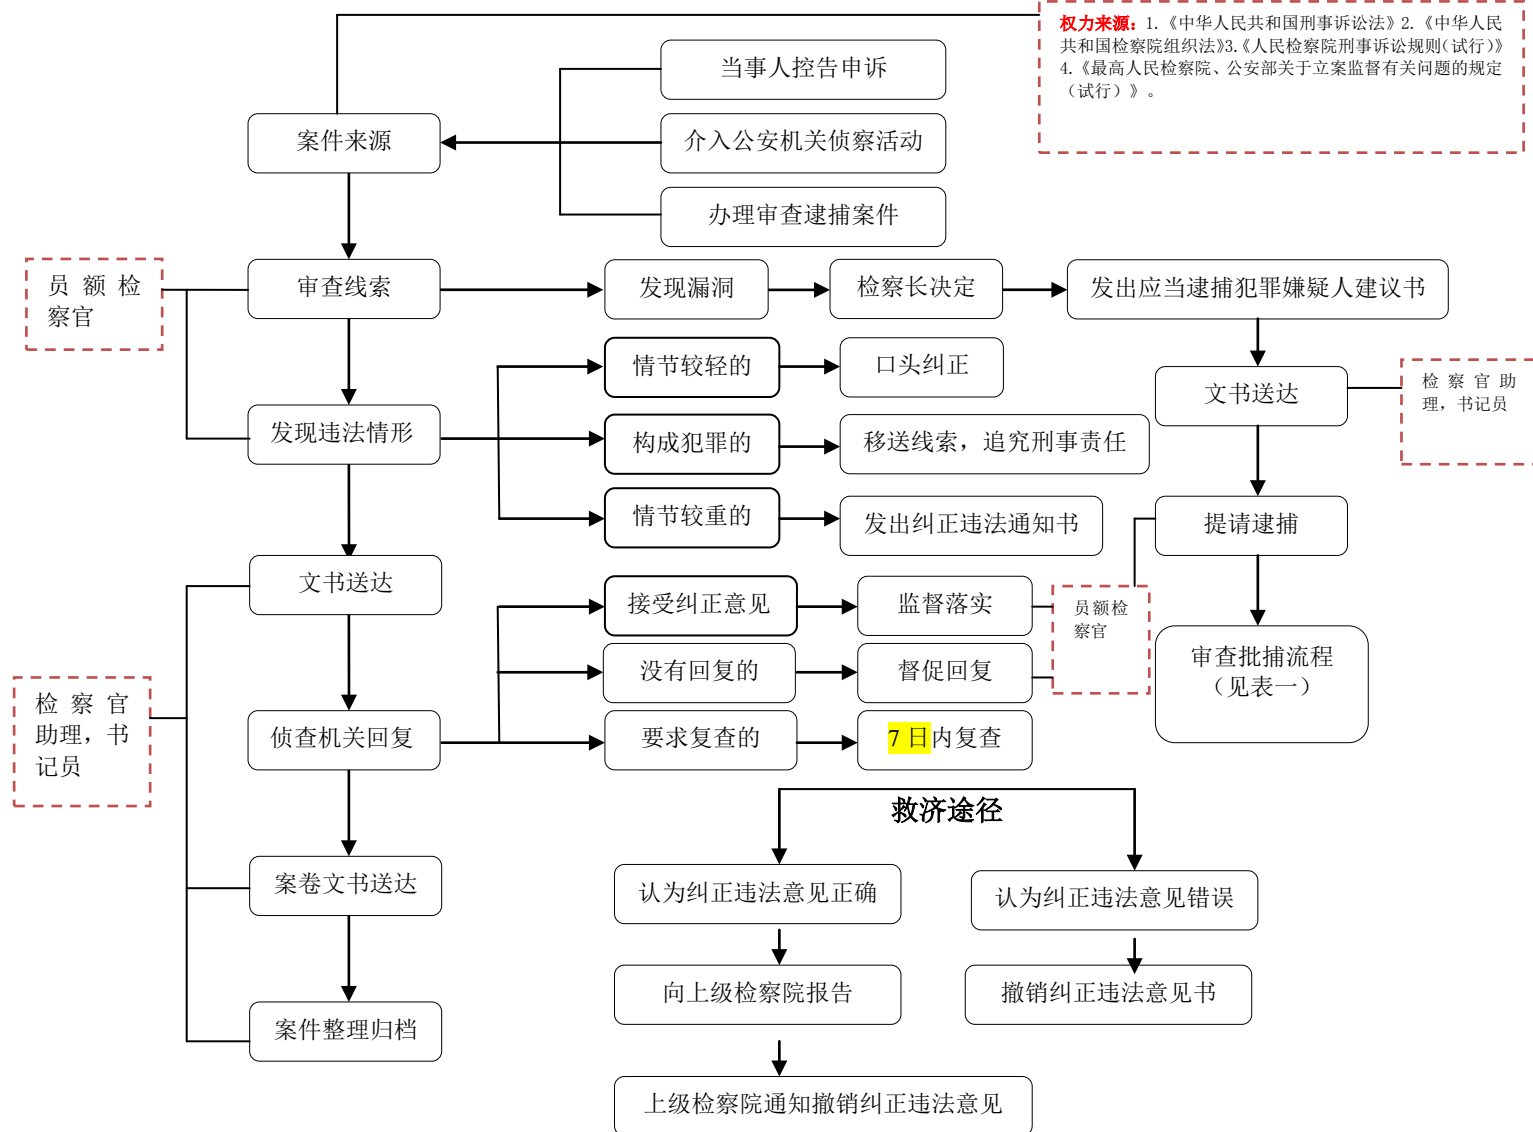 权力来源：1.《中华人民共和国刑事诉讼法》2.《中华人民
共和国检察院组织法》3.《人民检察院刑事诉讼规则(试行)》
4.《最高人民检察院、公安部关于立案监督有关问题的规定
（试行）》。
当事人控告申诉
案件来源
介入公安机关侦察活动
办理审查逮捕案件
员额检
察官
审查线索
发现漏洞
检察长决定
发出应当逮捕犯罪嫌疑人建议书
情节较轻的
口头纠正
文书送达
检察官助
理，书记员
发现违法情形
构成犯罪的
移送线索，追究刑事责任
情节较重的
发出纠正违法通知书
提请逮捕
文书送达
接受纠正意见
监督落实
员额检
察官
没有回复的
督促回复
审查批捕流程
（见表一）
检察官
助理，书
记员
侦查机关回复
要求复查的
7日内复查
救济途径
案卷文书送达
认为纠正违法意见正确
认为纠正违法意见错误
向上级检察院报告
撤销纠正违法意见书
案件整理归档
上级检察院通知撤销纠正违法意见